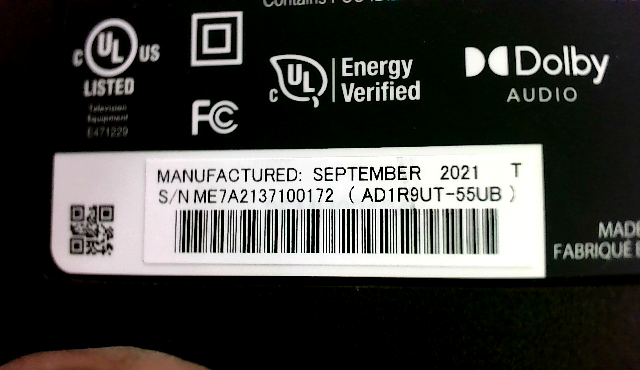 c UL US
LISTED
Television
Equipment
E471229
FC
c UL
Energy
Verified
Dolby
AUDIO
MANUFACTURED: SEPTEMBER 2021 T
S/N ME7A2137100172 ( AD1R9UT-55UB )
MADE
FABRIQUÉ E